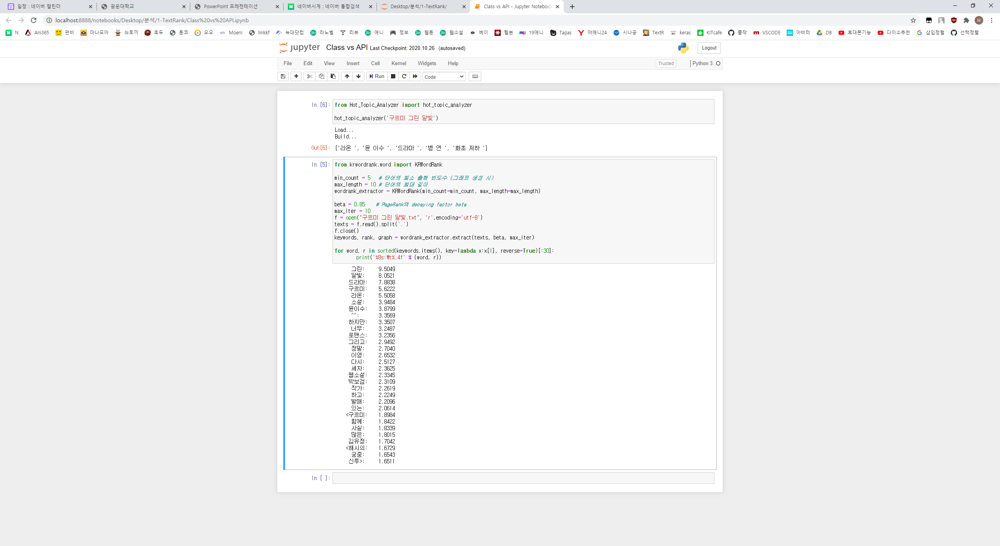 일정 : 네이버 캘린더
광운대학교
PowerPoint 프레젠테이션
네이버시계 : 네이버 통합검색
Desktop/분석/1-TextRank/
Class vs API - Jupyter Notebook
localhost:8888/notebooks/Desktop/분석/1-TextRank/Class%20vs%20API.ipynb
H
N Ani365 펀비 마나모아 뉴토끼 호두 툰코 오오 Moeni linkkf 늑대닷컴 라노벨 리뷰 애니 정보 웹툰 웹소설 베이 헬븐 19애니 Tapas 야애니24 시나공 TextR keras KITcafe 졸작 VSCODE 아비터 DB 휴대폰기능 다이소추천 삽입정렬 선택정렬
jupyter Class vs API Last Checkpoint: 2020.10.26 (autosaved)
Logout
File Edit View Insert Cell Kernel Widgets Help
Trusted
Python 3
Run
Code
In [6]: from Hot_Topic_Analyzer import hot_topic_analyzer
hot_topic_analyzer('구르미 그린 달빛')
Load...
Build...
Out[6]: ['라온 ', '윤 이수 ', '드라마 ', '병 연 ', '화초 저하 ']
In [5]: from krwordrank.word import KRWordRank
min_count = 5   # 단어의 최소 출현 빈도수 (그래프 생성 시)
max_length = 10 # 단어의 최대 길이
wordrank_extractor = KRWordRank(min_count=min_count, max_length=max_length)
beta = 0.85    # PageRank의 decaying factor beta
max_iter = 10
f = open("구르미 그린 달빛.txt", 'r',encoding='utf-8')
texts = f.read().split('.')
f.close()
keywords, rank, graph = wordrank_extractor.extract(texts, beta, max_iter)
for word, r in sorted(keywords.items(), key=lambda x:x[1], reverse=True)[:30]:
print('%8s:₩t%.4f' % (word, r))
그린: 9.5049
달빛: 8.0521
드라마: 7.8838
구르미: 5.6222
라온: 5.5058
소설: 3.9484
윤이수: 3.8799
^^: 3.3569
하지만: 3.3507
너무: 3.2487
로맨스: 3.2356
그리고: 2.9492
정말: 2.7040
이영: 2.6532
다시: 2.5127
세자: 2.3625
웹소설: 2.3345
박보검: 2.3109
작가: 2.2619
하고: 2.2249
발매: 2.2096
있는: 2.0614
<구르미: 1.8984
함께: 1.8422
사실: 1.8339
많은: 1.8015
김유정: 1.7042
<해시의: 1.6729
궁중: 1.6543
신루>: 1.6511
In [ ]: